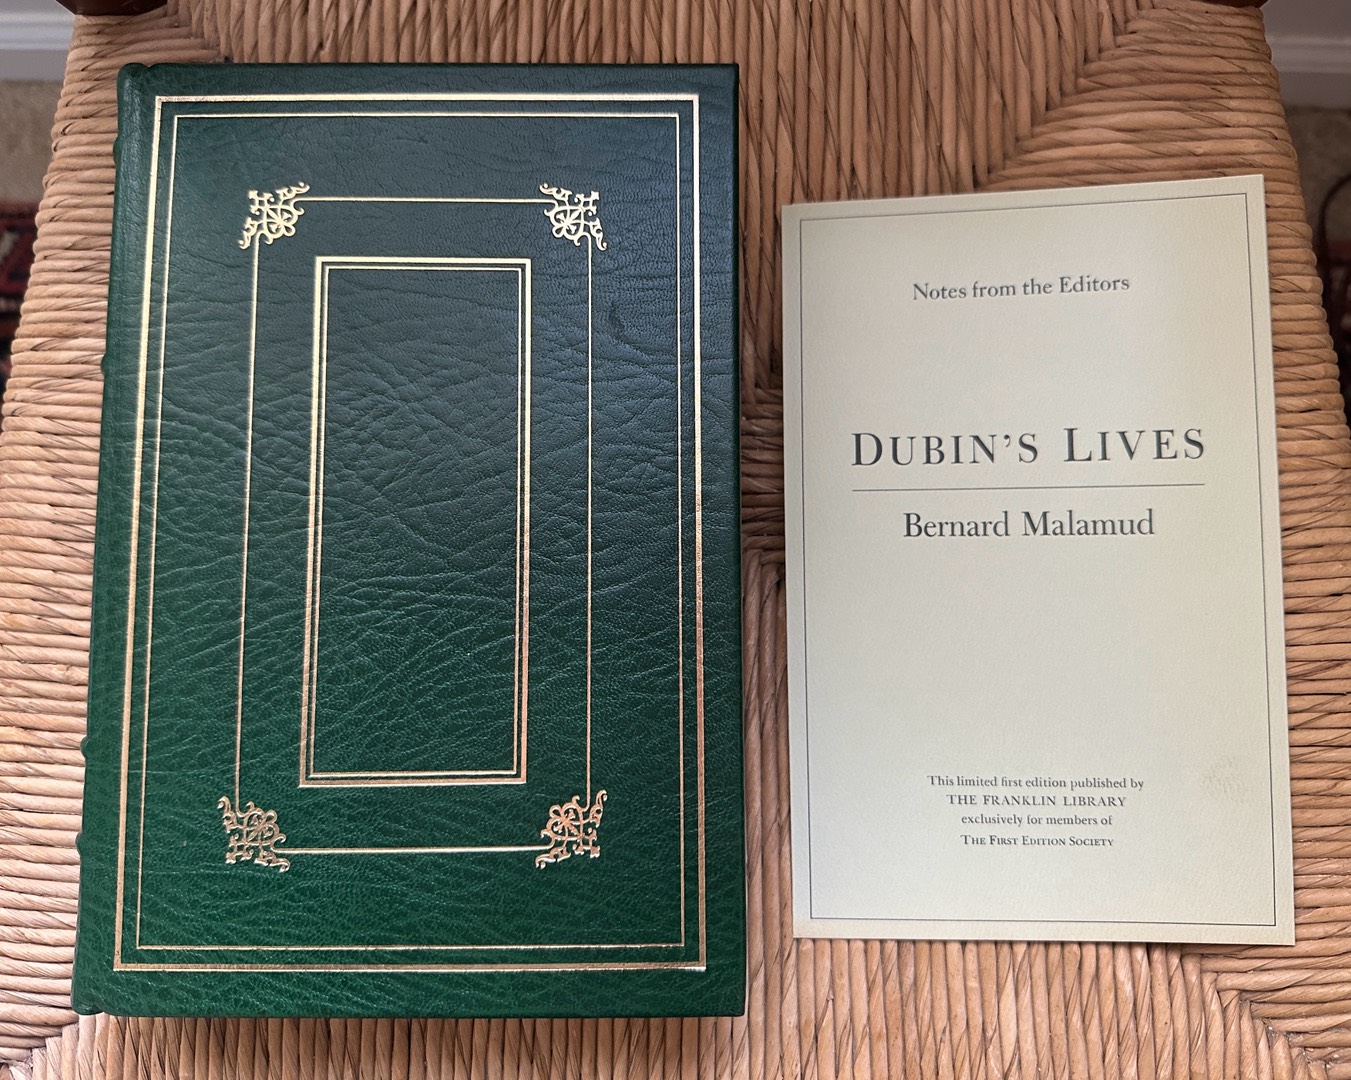 Notes from the Editors
DUBIN'S LIVES
Bernard Malamud
This limited first edition published by
THE FRANKLIN LIBRARY
exclusively for members of
THE FIRST EDITION SOCIETY